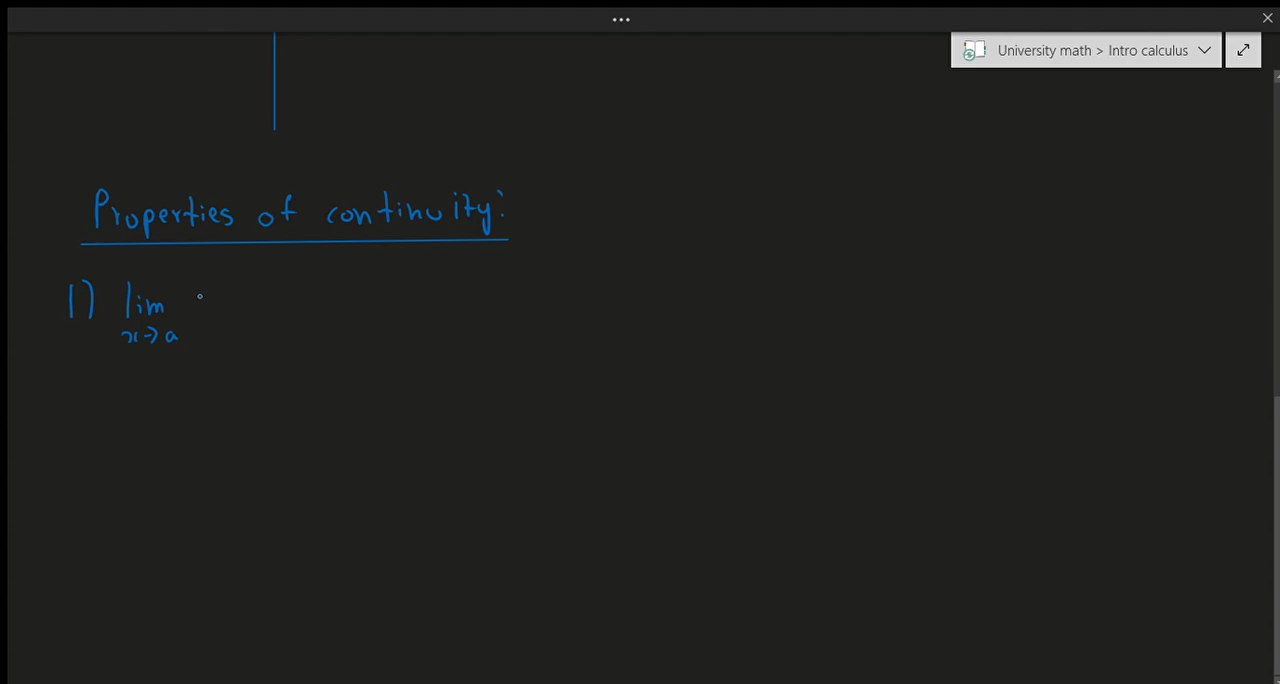 University math > Intro calculus
Properties of continuity:
1) lim
x→a